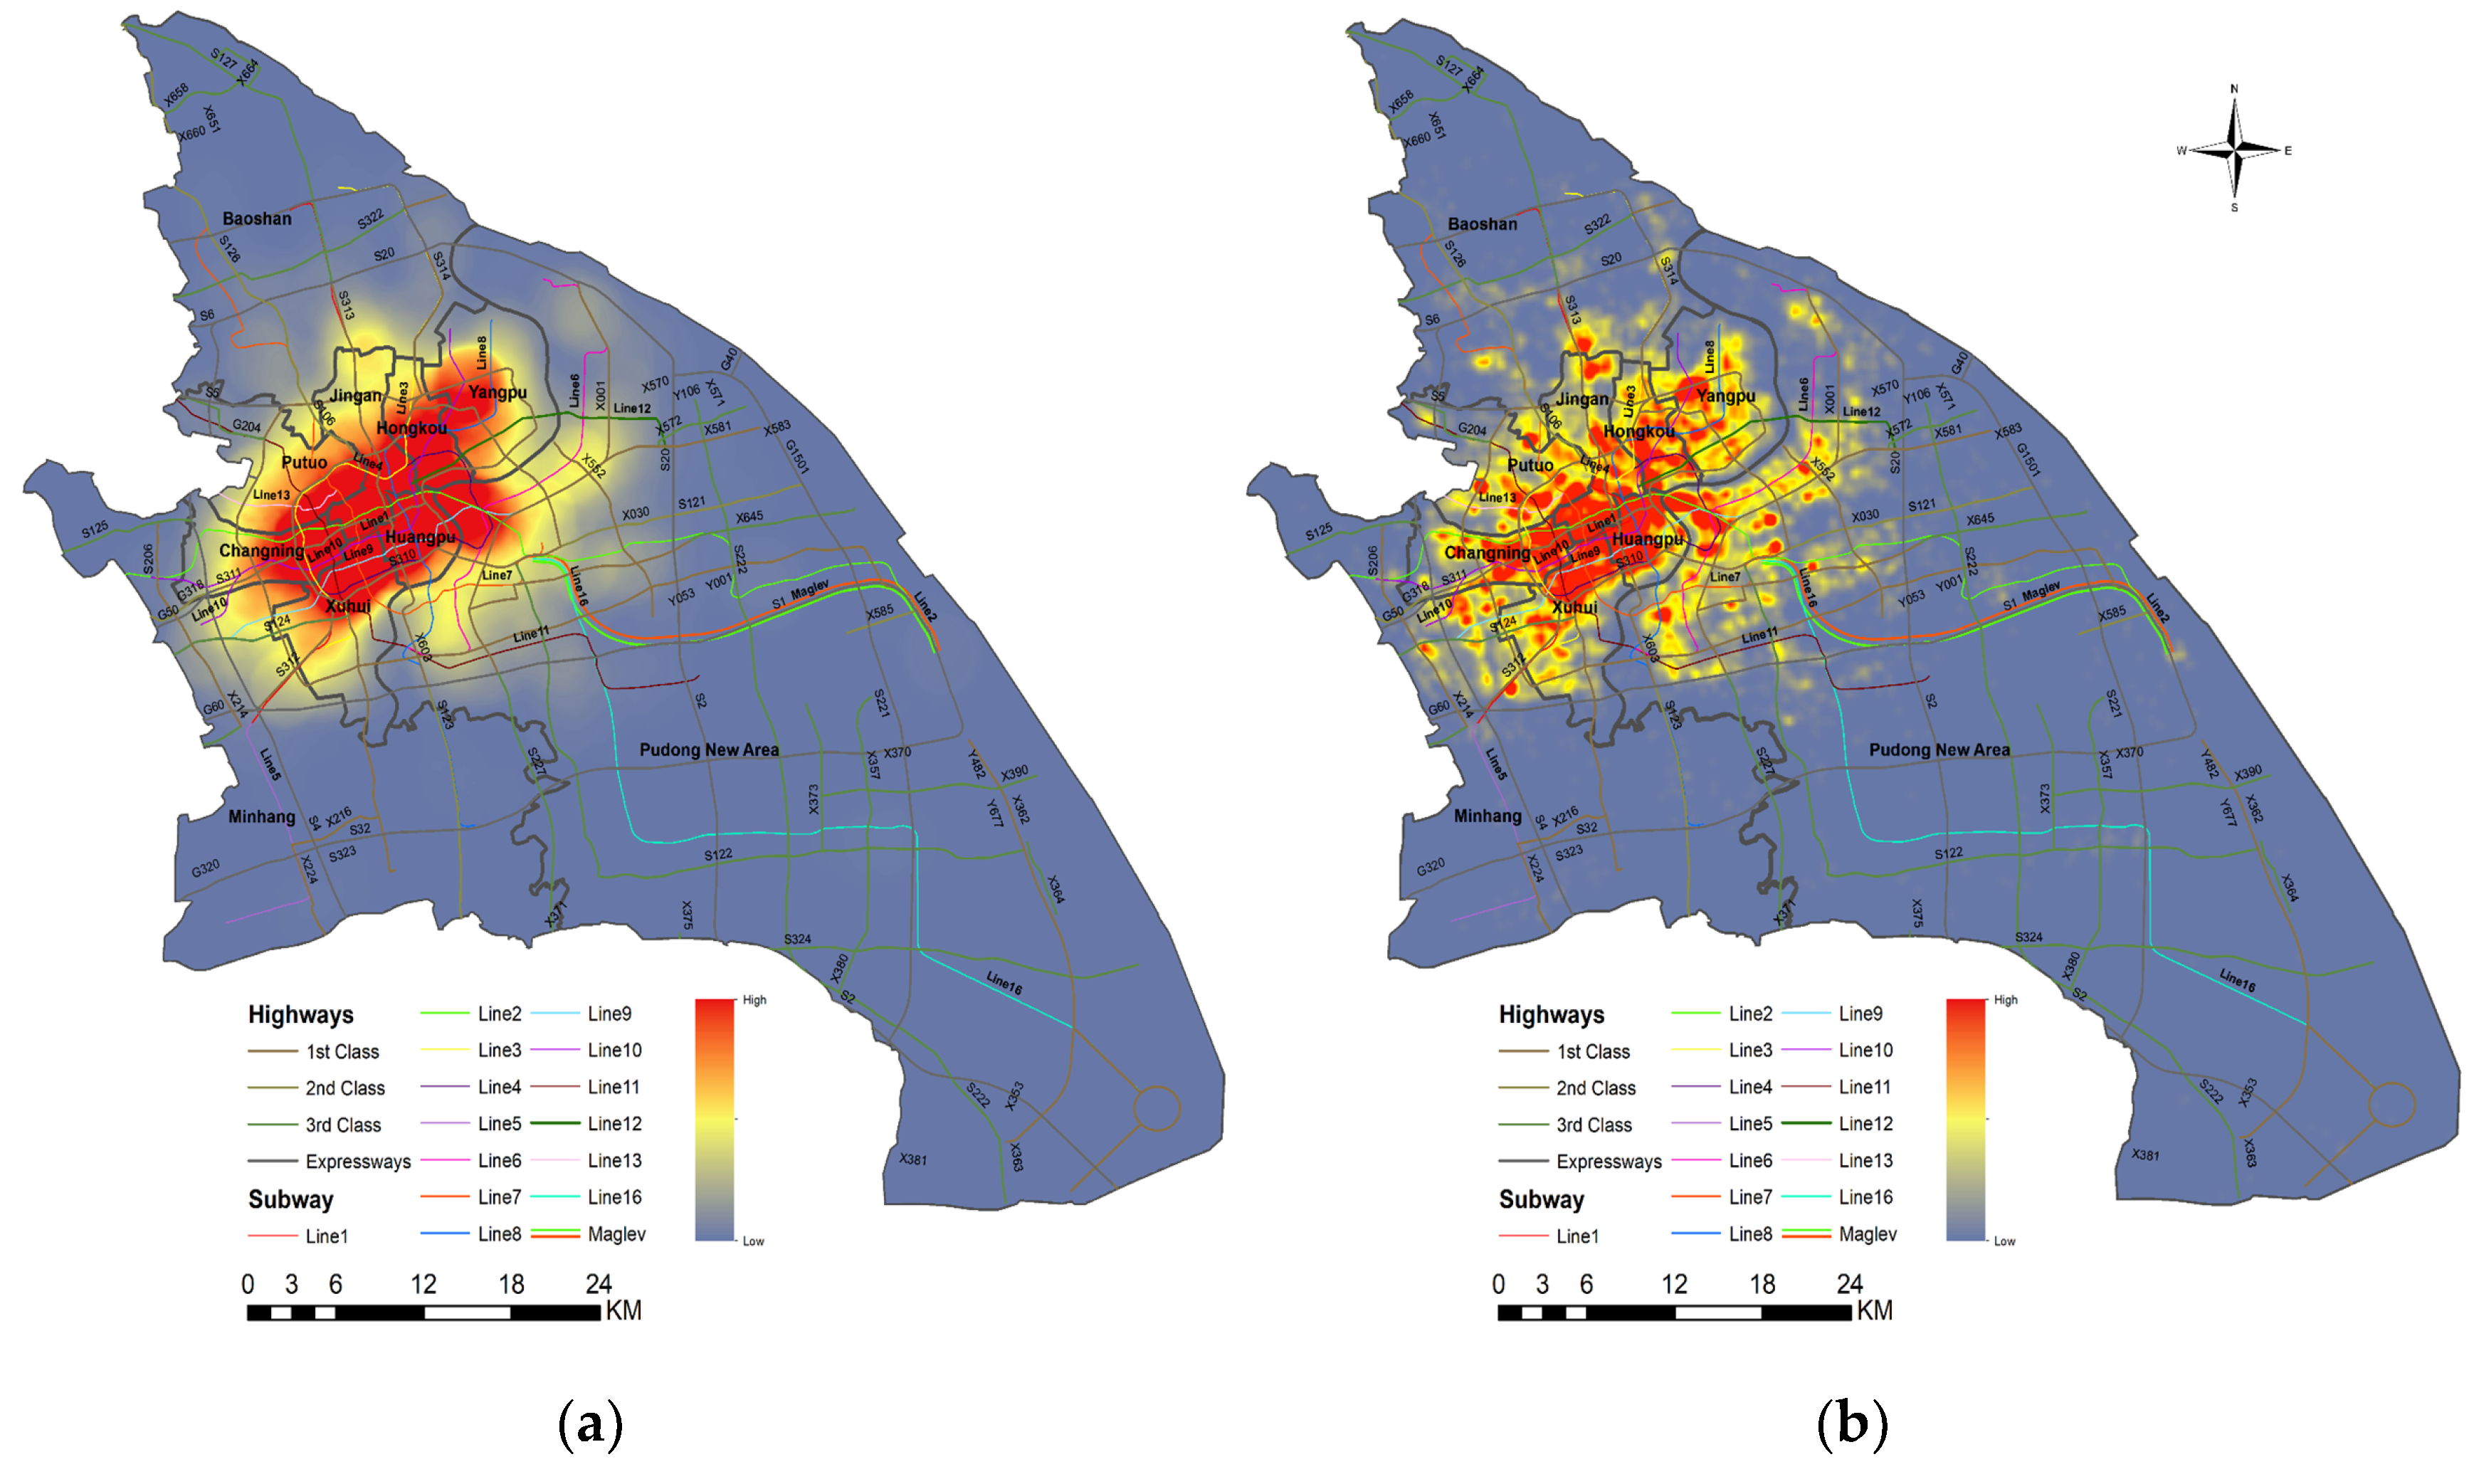 S127
X664
X658
X651
X660
Baoshan
S322
S126
S20
S314
S6
S313
Line8
G40
S5
Jingan
Line3
Yangpu
Line6
X001
X570
Y106
X571
Line12
S106
G204
Hongkou
X572
X581
X583
Putuo
Line4
X552
S20
G1501
Line13
S121
X030
X645
S125
Line1
Huangpu
S206
Changning
Line10
Line9
S310
S222
G318
S311
Line7
Line16
Y001
Y053
S1
Maglev
Line2
G50
Line10
Xuhui
X585
S124
Line11
X603
S312
X214
G60
S2
S221
S123
Line5
S227
Pudong New Area
X357
X370
Y482
X390
X373
Minhang
S4
X216
S32
Y677
X362
S323
S122
G320
X224
X364
X371
X375
S324
X380
S2
Line16
S222
X353
X381
X363
Highways
1st Class
2nd Class
3rd Class
Expressways
Subway
Line1
Line2
Line3
Line4
Line5
Line6
Line7
Line8
Line9
Line10
Line11
Line12
Line13
Line16
Maglev
High
Low
0 3 6 12 18 24
KM
(a)
N
W E
S
S127
X664
X658
X651
X660
Baoshan
S322
S126
S20
S314
S6
S313
Line8
G40
S5
Jingan
Line3
Yangpu
Line6
X001
X570
Y106
X571
Line12
S106
G204
Hongkou
X572
X581
X583
Putuo
Line4
X552
S20
G1501
Line13
S121
X030
X645
S125
Line1
Huangpu
S206
Changning
Line10
Line9
S310
S222
G318
S311
Line7
Line16
Y001
Y053
S1
Maglev
Line2
G50
Line10
Xuhui
X585
S124
Line11
X603
S312
X214
G60
S2
S221
S123
Line5
S227
Pudong New Area
X357
X370
Y482
X390
X373
Minhang
S4
X216
S32
Y677
X362
S323
S122
G320
X224
X364
X371
X375
S324
X380
S2
Line16
S222
X353
X381
X363
Highways
1st Class
2nd Class
3rd Class
Expressways
Subway
Line1
Line2
Line3
Line4
Line5
Line6
Line7
Line8
Line9
Line10
Line11
Line12
Line13
Line16
Maglev
High
Low
0 3 6 12 18 24
KM
(b)